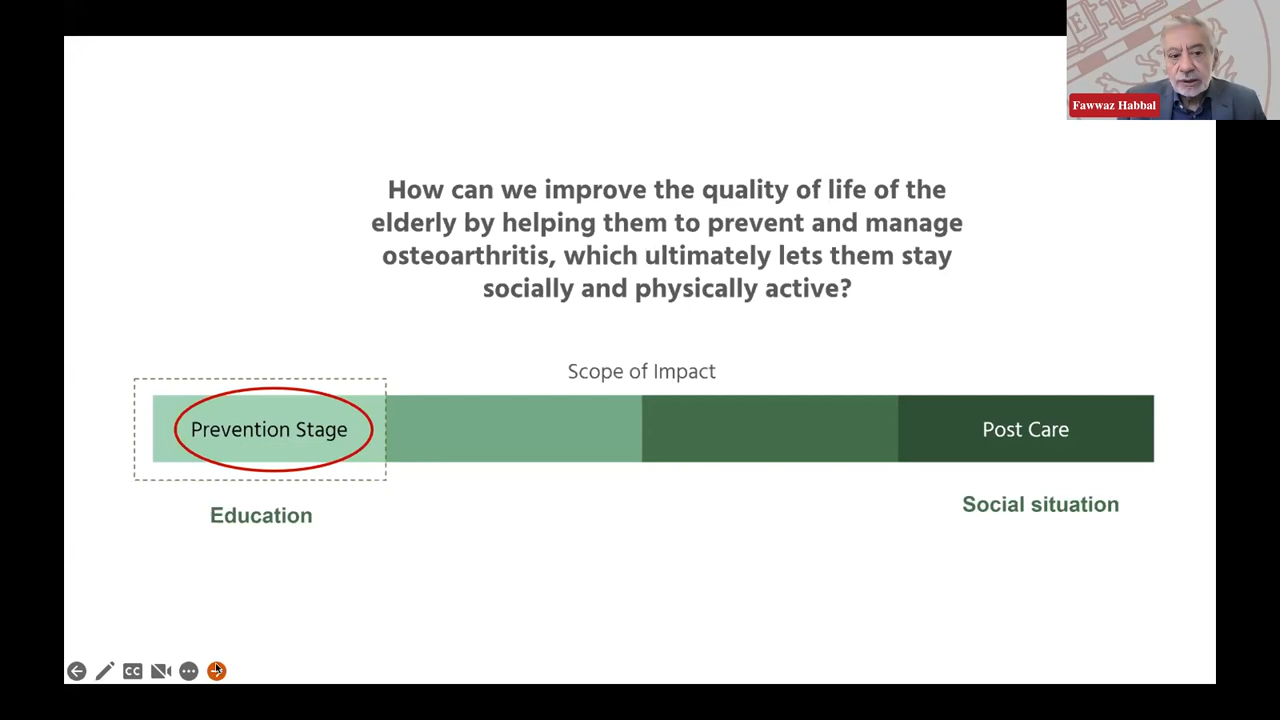 Fawwaz Habbal
How can we improve the quality of life of the
elderly by helping them to prevent and manage
osteoarthritis, which ultimately lets them stay
socially and physically active?
Scope of Impact
Prevention Stage
Post Care
Education
Social situation
CC